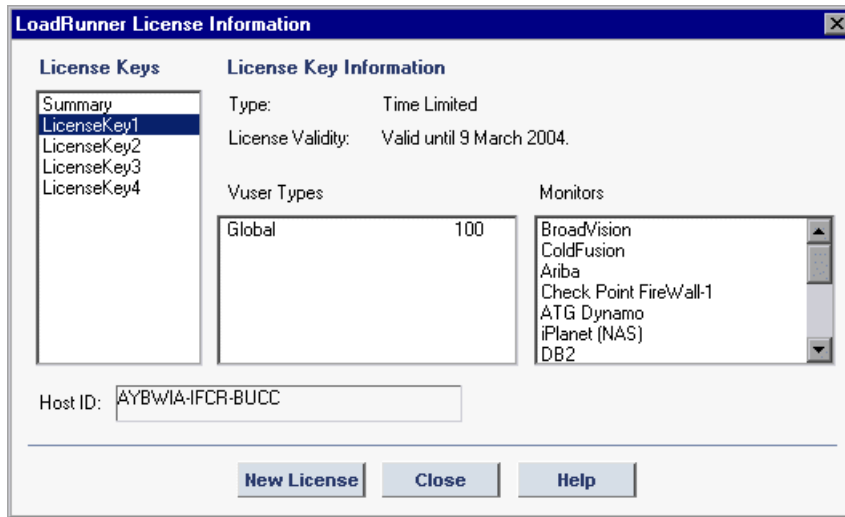 LoadRunner License Information
License Keys
Summary
LicenseKey1
LicenseKey2
LicenseKey3
LicenseKey4
License Key Information
Type: Time Limited
License Validity: Valid until 9 March 2004.
Vuser Types
Global 100
Monitors
BroadVision
ColdFusion
Ariba
Check Point FireWall-1
ATG Dynamo
iPlanet (NAS)
DB2
Host ID: AYBWIA-IFCR-BUCC
New License
Close
Help